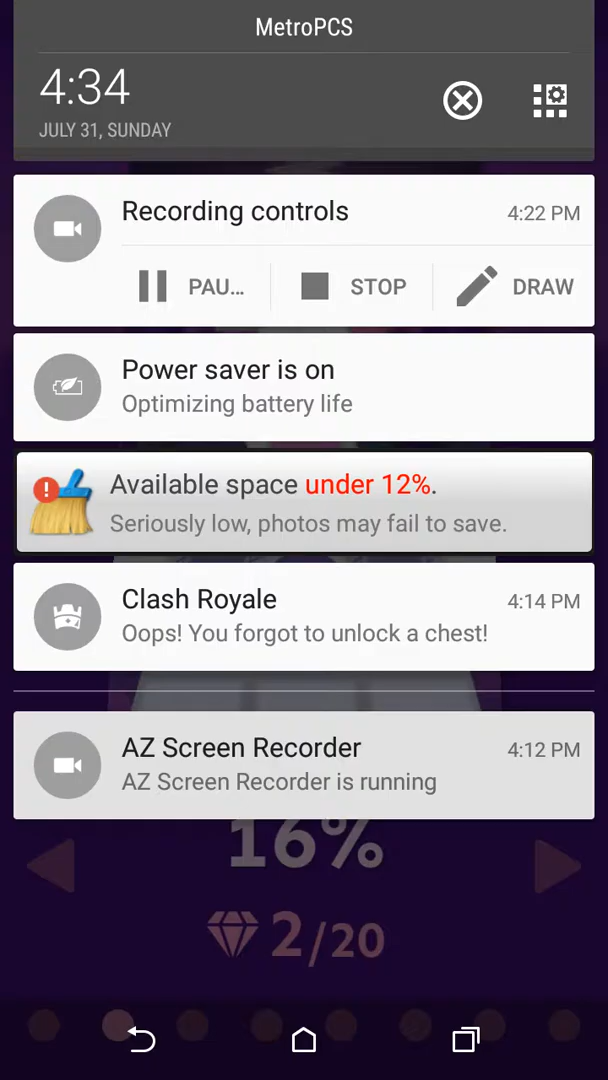 MetroPCS
4:34
JULY 31, SUNDAY
Recording controls 4:22 PM
PAU... STOP DRAW
Power saver is on
Optimizing battery life
Available space under 12%.
Seriously low, photos may fail to save.
Clash Royale 4:14 PM
Oops! You forgot to unlock a chest!
AZ Screen Recorder 4:12 PM
AZ Screen Recorder is running
16%
2/20